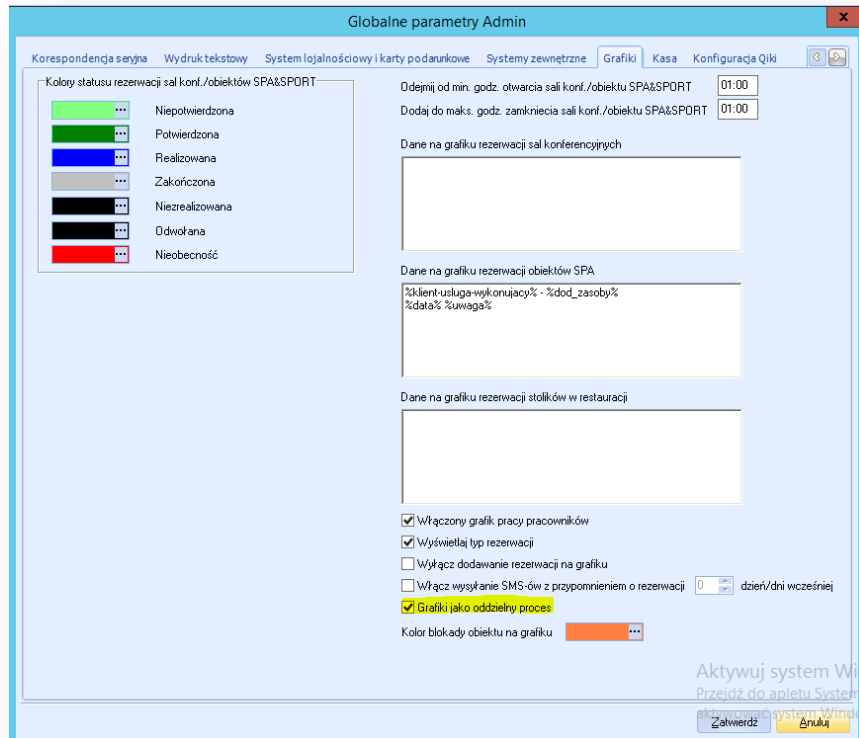 Globalne parametry Admin
x
Korespondencja seryjna Wydruk tekstowy System lojalnościowy i karty podarunkowe Systemy zewnętrzne Grafiki Kasa Konfiguracja Qiki
Kolory statusu rezerwacji sal konf./obiektów SPA&SPORT
... Niepotwierdzona
... Potwierdzona
... Realizowana
... Zakończona
... Niezrealizowana
... Odwołana
... Nieobecność
Odejmij od min. godz. otwarcia sali konf./obiektu SPA&SPORT 01:00
Dodaj do maks. godz. zamkniecia sali konf./obiektu SPA&SPORT 01:00
Dane na grafiku rezerwacji sal konferencyjnych
Dane na grafiku rezerwacji obiektów SPA
%klient-usluga-wykonujacy% - %dod_zasoby%
%data% %uwaga%
Dane na grafiku rezerwacji stolików w restauracji
Włączony grafik pracy pracowników
Wyświetlaj typ rezerwacji
Wyłącz dodawanie rezerwacji na grafiku
Włącz wysyłanie SMS-ów z przypomnieniem o rezerwacji 0 dzień/dni wcześniej
Grafiki jako oddzielny proces
Kolor blokady obiektu na grafiku ...
Aktywuj system Wi
Przejdź do apletu System
aktywować system Windo
Zatwierdź Anuluj